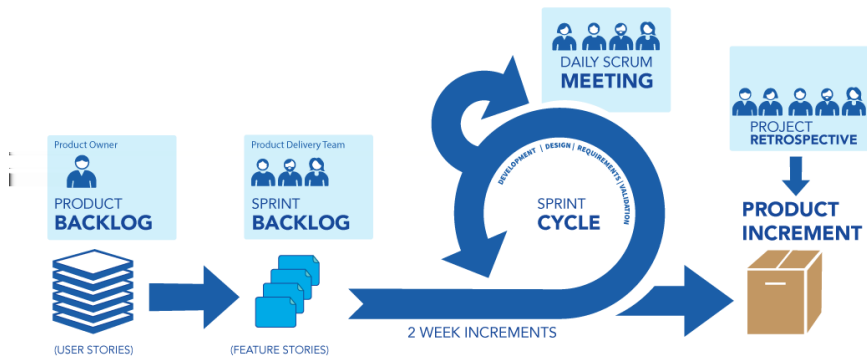 Product Owner
PRODUCT
BACKLOG
(USER STORIES)
Product Delivery Team
SPRINT
BACKLOG
(FEATURE STORIES)
DAILY SCRUM
MEETING
DEVELOPMENT | DESIGN | REQUIREMENTS | VALIDATION
SPRINT
CYCLE
2 WEEK INCREMENTS
PROJECT
RETROSPECTIVE
PRODUCT
INCREMENT